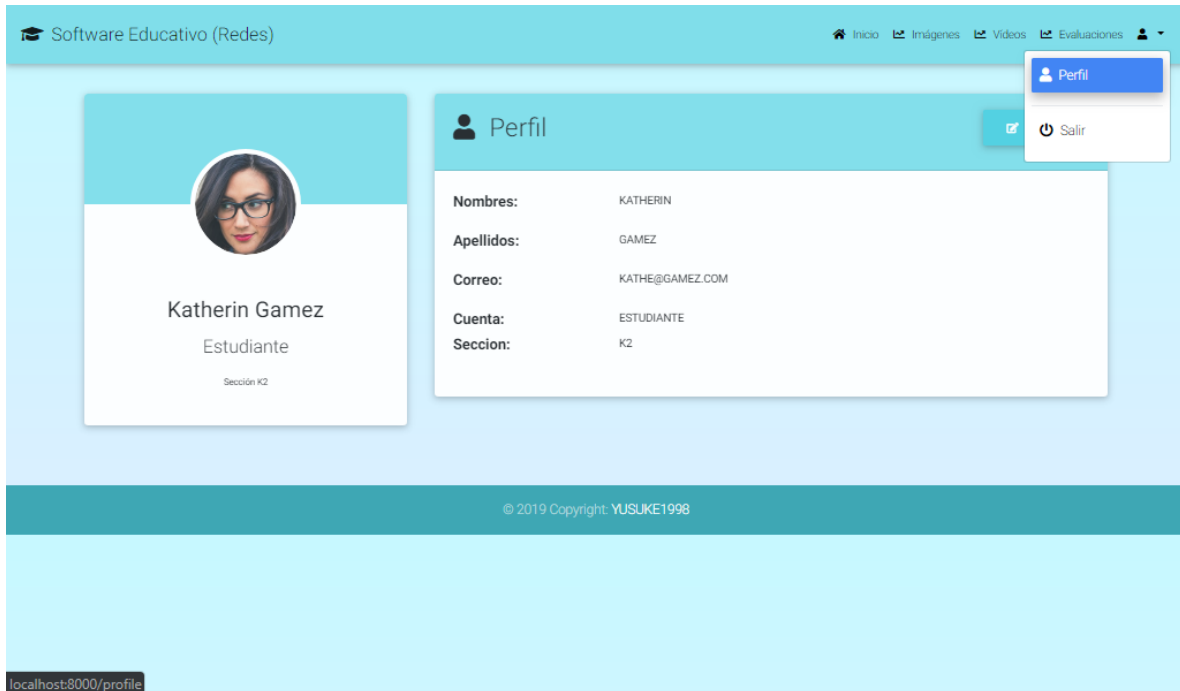 Software Educativo (Redes)
Inicio Imágenes Vídeos Evaluaciones
Perfil
Salir
Katherin Gamez
Estudiante
Sección K2
Perfil
Nombres: KATHERIN
Apellidos: GAMEZ
Correo: KATHE@GAMEZ.COM
Cuenta: ESTUDIANTE
Seccion: K2
© 2019 Copyright: YUSUKE1998
localhost:8000/profile